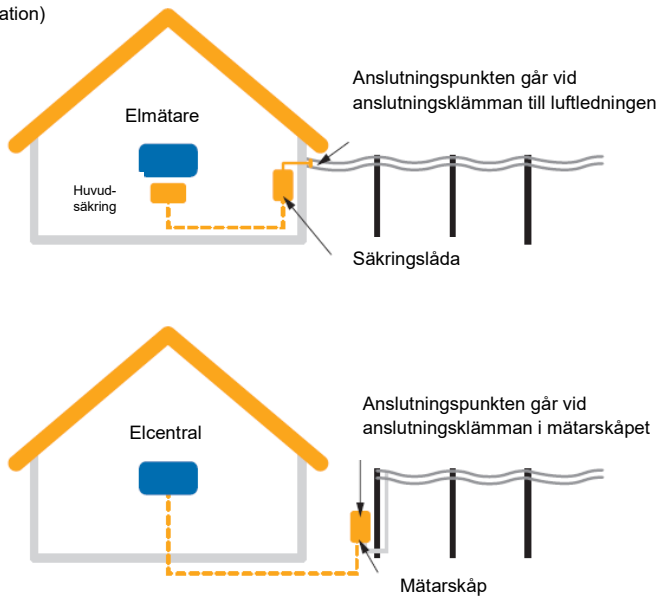 ation)
Anslutningspunkten går vid
anslutningsklämman till luftledningen
Elmätare
Huvud-
säkring
Säkringslåda
Anslutningspunkten går vid
anslutningsklämman i mätarskåpet
Elcentral
Mätarskåp